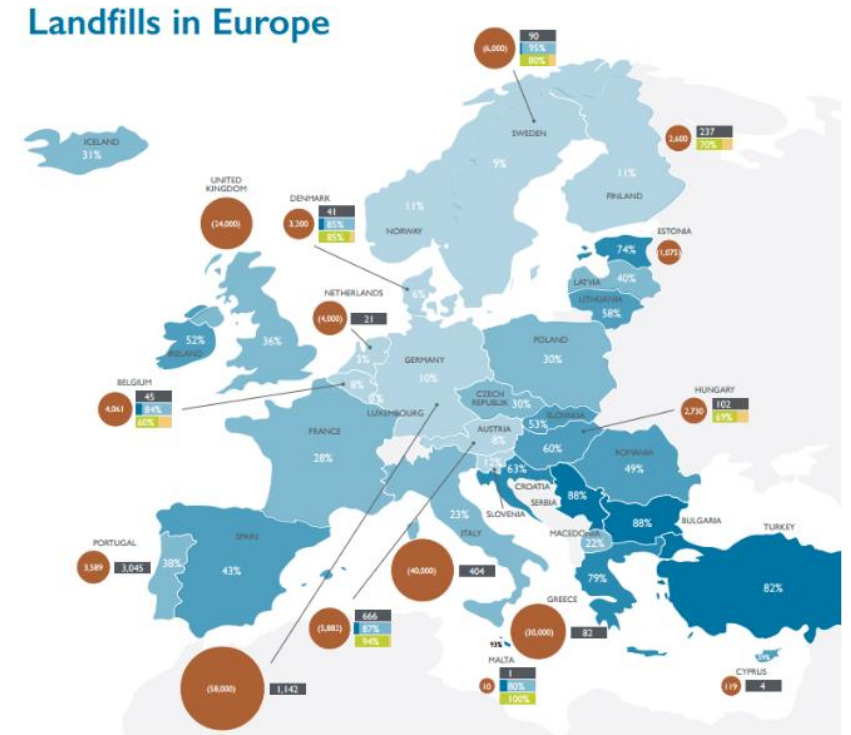 Landfills in Europe
90
(6,000)
95%
80%
ICELAND
31%
SWEDEN
9%
237
2,600
70%
11%
FINLAND
UNITED
KINGDOM
(24,000)
DENMARK
41
3,200
85%
85%
11%
NORWAY
ESTONIA
74%
(1,075)
LATVIA
40%
LITHUANIA
58%
6%
NETHERLANDS
(4,000)
21
52%
IRELAND
36%
3%
GERMANY
10%
POLAND
30%
BELGIUM
45
4,061
84%
60%
8%
0%
LUXEMBOURG
CZECH
REPUBLIK
30%
SLOVAKIA
53%
HUNGARY
102
2,730
69%
AUSTRIA
8%
60%
FRANCE
28%
ROMANIA
49%
12%
63%
CROATIA
SERBIA
88%
SLOVENIA
88%
BULGARIA
23%
ITALY
MACEDONIA
22%
TURKEY
82%
PORTUGAL
3,589
3,045
38%
SPAIN
43%
(40,000)
404
79%
GREECE
(30,000)
82
666
(5,882)
87%
94%
93%
MALTA
1
10
80%
100%
CYPRUS
119
4
(58,000)
1,142